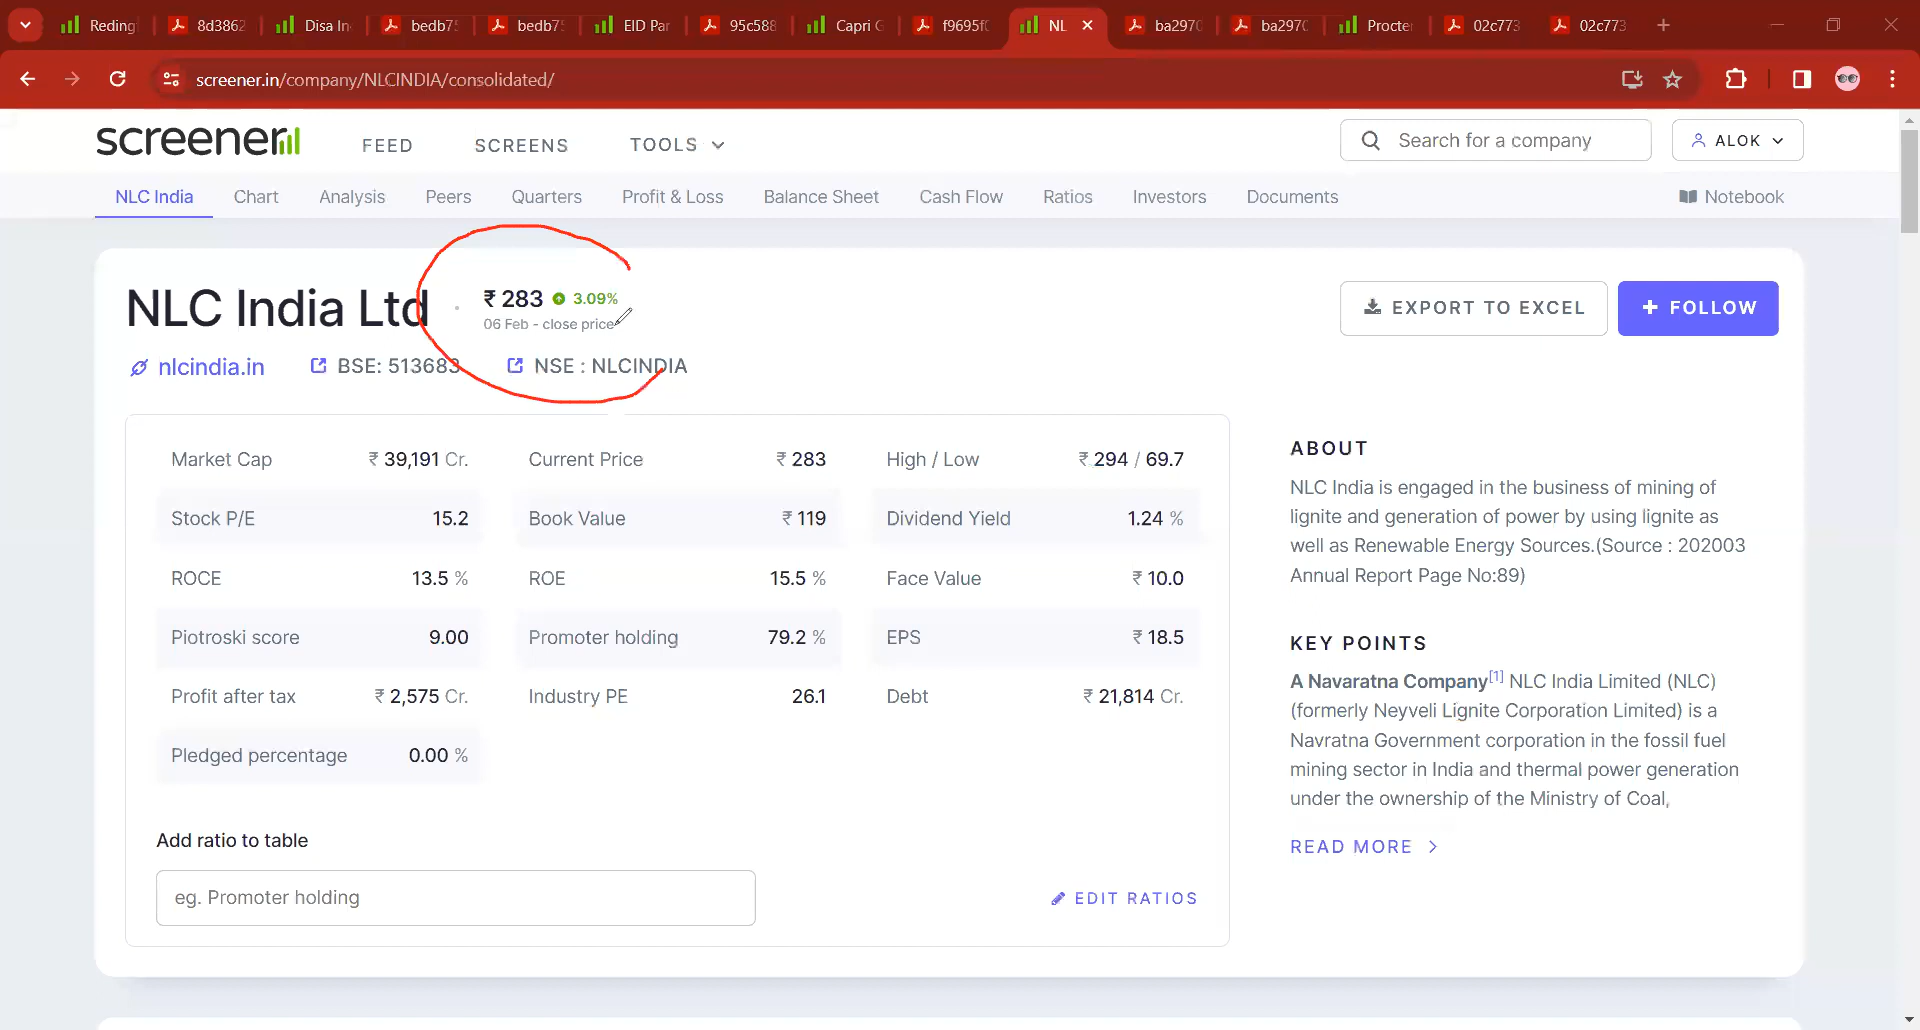 Reding
8d3862
Disa In
bedb7
bedb7
EID Par
95c588
Capri G
f9695f
NL
ba297
ba297
Procte
02c773
02c773
screener.in/company/NLCINDIA/consolidated/
screener
FEED
SCREENS
TOOLS
Search for a company
ALOK
NLC India
Chart
Analysis
Peers
Quarters
Profit & Loss
Balance Sheet
Cash Flow
Ratios
Investors
Documents
Notebook
NLC India Ltd
₹ 283 3.09%
06 Feb - close price
EXPORT TO EXCEL
+ FOLLOW
nlcindia.in
BSE: 513683
NSE : NLCINDIA
Market Cap ₹ 39,191 Cr.
Current Price ₹ 283
High / Low ₹ 294 / 69.7
Stock P/E 15.2
Book Value ₹ 119
Dividend Yield 1.24 %
ROCE 13.5 %
ROE 15.5 %
Face Value ₹ 10.0
Piotroski score 9.00
Promoter holding 79.2 %
EPS ₹ 18.5
Profit after tax ₹ 2,575 Cr.
Industry PE 26.1
Debt ₹ 21,814 Cr.
Pledged percentage 0.00 %
Add ratio to table
eg. Promoter holding
EDIT RATIOS
ABOUT
NLC India is engaged in the business of mining of
lignite and generation of power by using lignite as
well as Renewable Energy Sources.(Source : 202003
Annual Report Page No:89)
KEY POINTS
A Navaratna Company[1] NLC India Limited (NLC)
(formerly Neyveli Lignite Corporation Limited) is a
Navratna Government corporation in the fossil fuel
mining sector in India and thermal power generation
under the ownership of the Ministry of Coal,
READ MORE